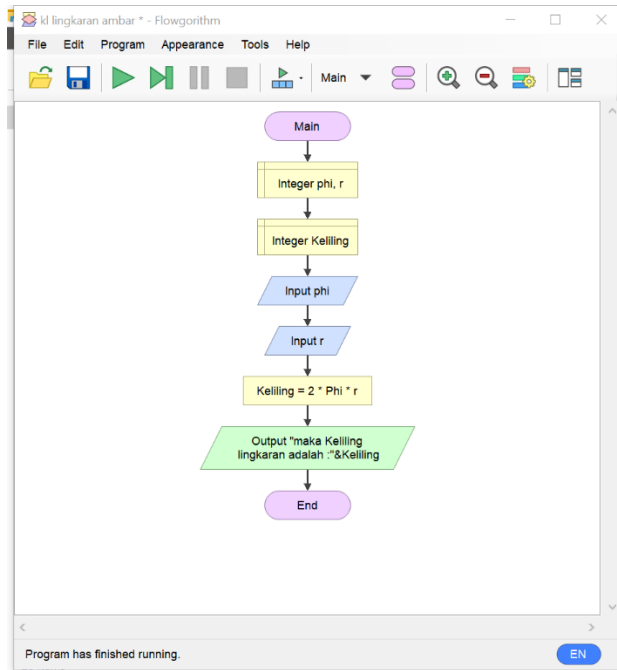 kl lingkaran ambar * - Flowgorithm
File Edit Program Appearance Tools Help
Main
Main
Integer phi, r
Integer Keliling
Input phi
Input r
Keliling = 2 * Phi * r
Output "maka Keliling
lingkaran adalah :"&Keliling
End
Program has finished running.
EN